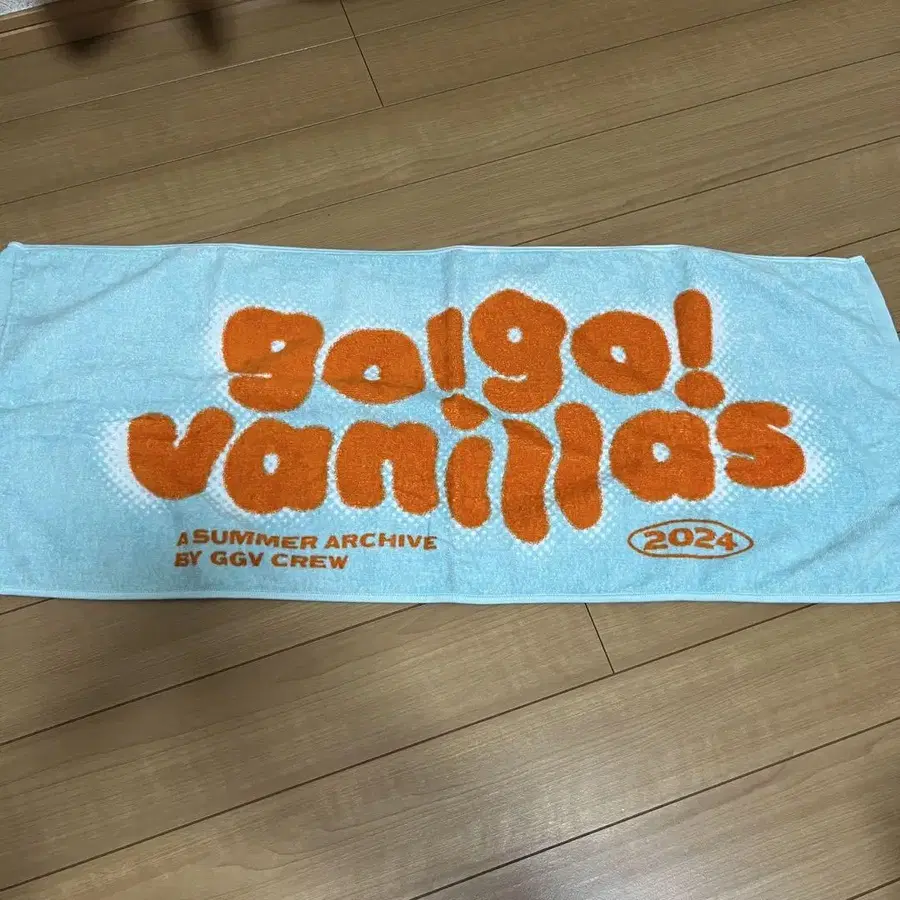 go!go!
vanillas
A SUMMER ARCHIVE
BY GGV CREW
2024